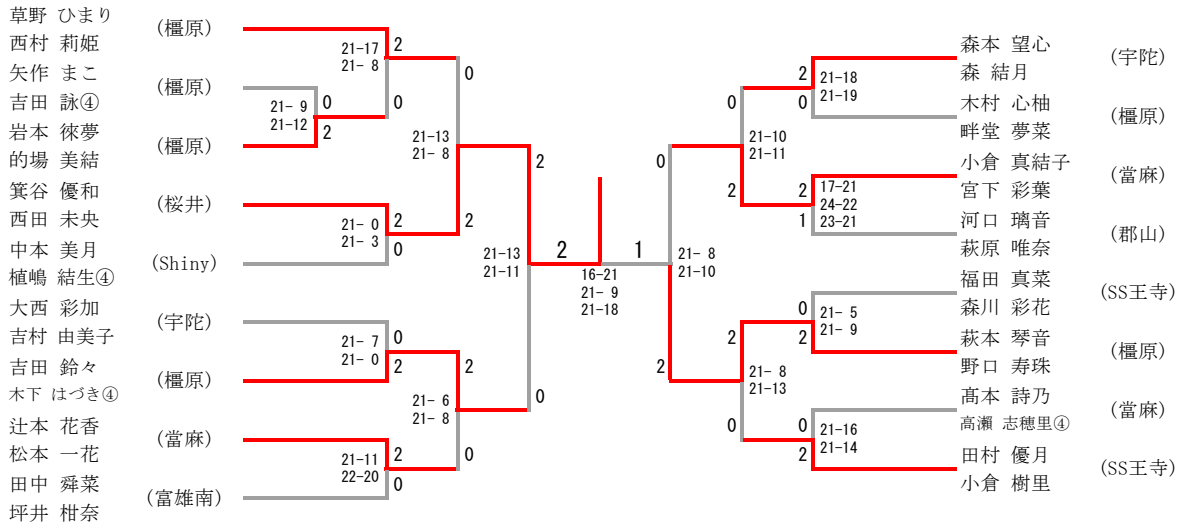 草野 ひまり
西村 莉姫
(橿原)
矢作 まこ
吉田 詠④
(橿原)
岩本 徠夢
的場 美結
(橿原)
箕谷 優和
西田 未央
(桜井)
中本 美月
植嶋 結生④
(Shiny)
大西 彩加
吉村 由美子
(宇陀)
吉田 鈴々
木下 はづき④
(橿原)
辻本 花香
松本 一花
(當麻)
田中 舜菜
坪井 柑奈
(富雄南)
21-17
21- 8
2
0
21- 9
21-12
0
2
21- 0
21- 3
2
0
21- 7
21- 0
0
2
21-11
22-20
2
0
21-13
21- 8
0
2
21- 6
21- 8
2
0
21-13
21-11
2
0
2
1
16-21
21- 9
21-18
21- 8
21-10
0
2
21-10
21-11
0
2
21- 8
21-13
2
0
21-18
21-19
2
0
17-21
24-22
23-21
2
1
21- 5
21- 9
0
2
21-16
21-14
0
2
森本 望心
森 結月
(宇陀)
木村 心柚
畔堂 夢菜
(橿原)
小倉 真結子
宮下 彩葉
(當麻)
河口 璃音
萩原 唯奈
(郡山)
福田 真菜
森川 彩花
(SS王寺)
萩本 琴音
野口 寿珠
(橿原)
髙本 詩乃
高瀨 志穂里④
(當麻)
田村 優月
小倉 樹里
(SS王寺)